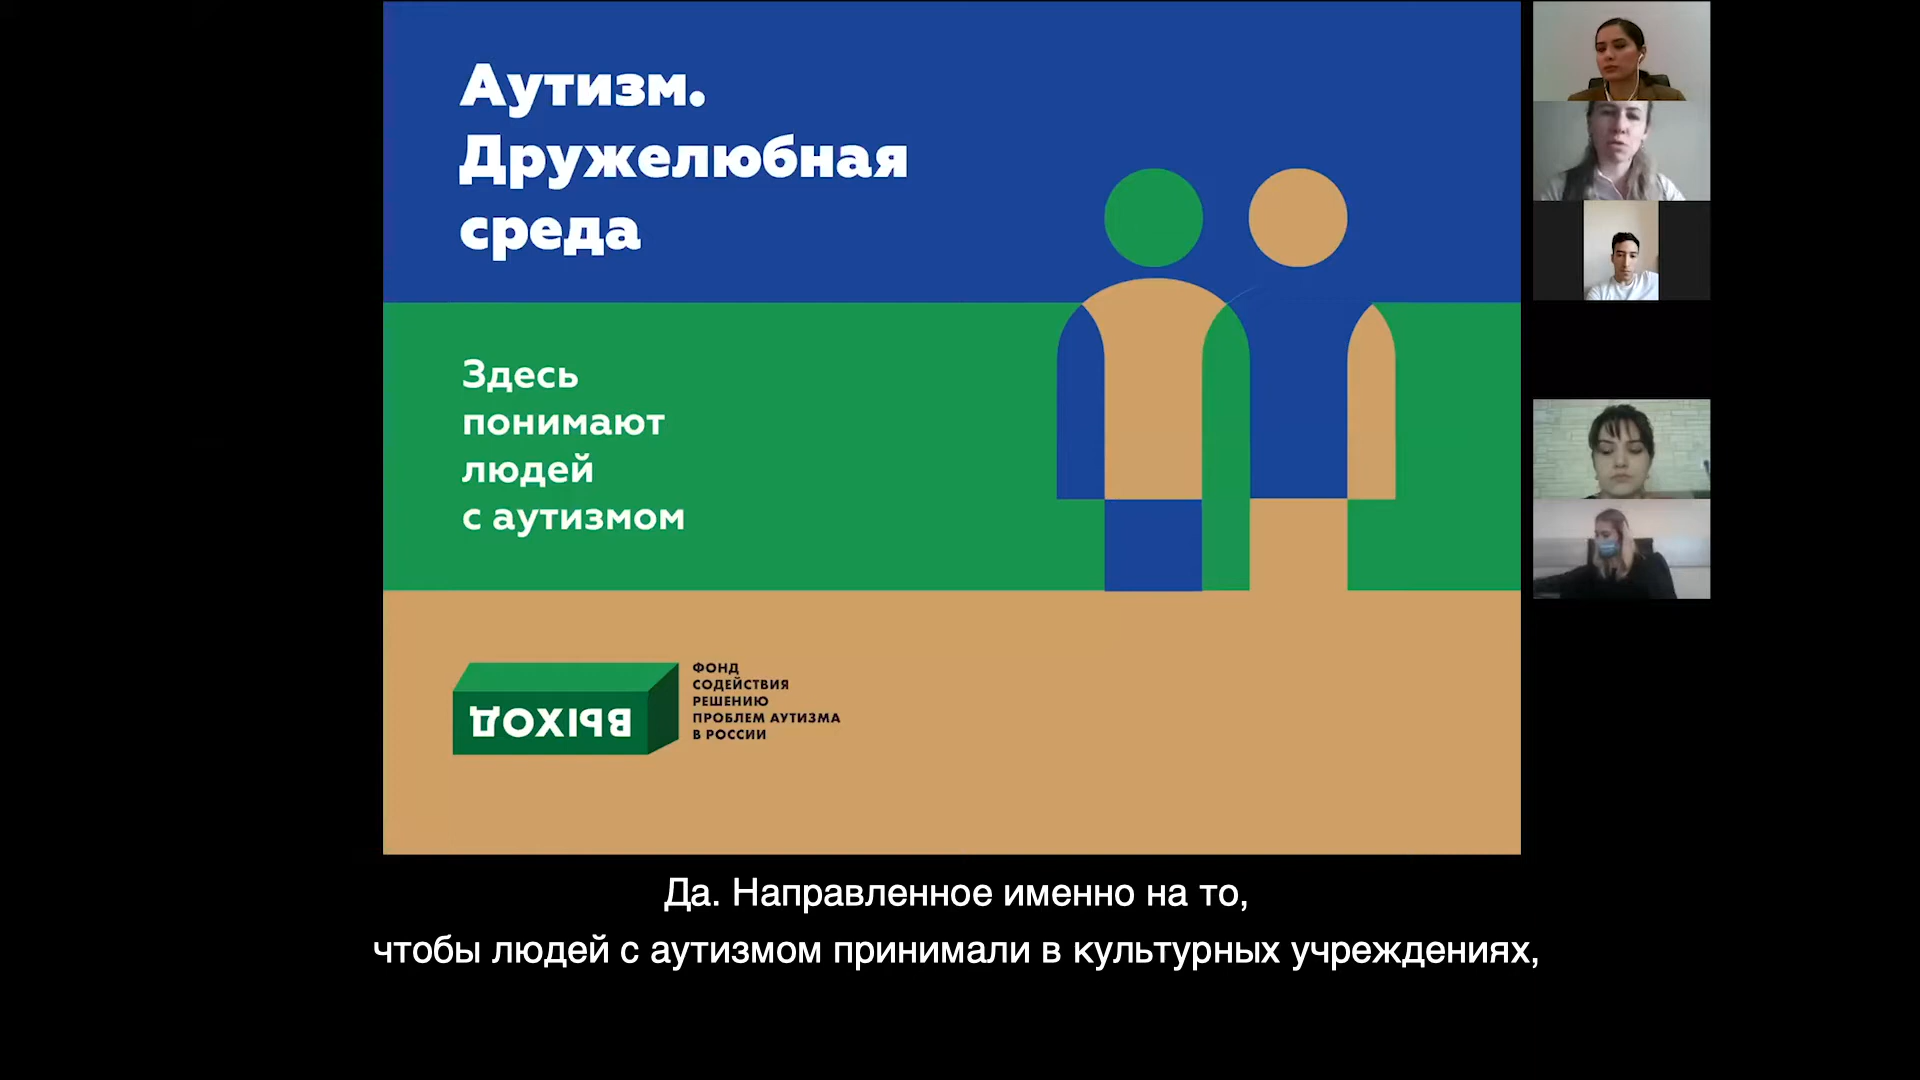 Аутизм.
Дружелюбная
среда
Здесь
понимают
людей
с аутизмом
ВЫХОД
ФОНД
СОДЕЙСТВИЯ
РЕШЕНИЮ
ПРОБЛЕМ АУТИЗМА
В РОССИИ
Да. Направленное именно на то,
чтобы людей с аутизмом принимали в культурных учреждениях,